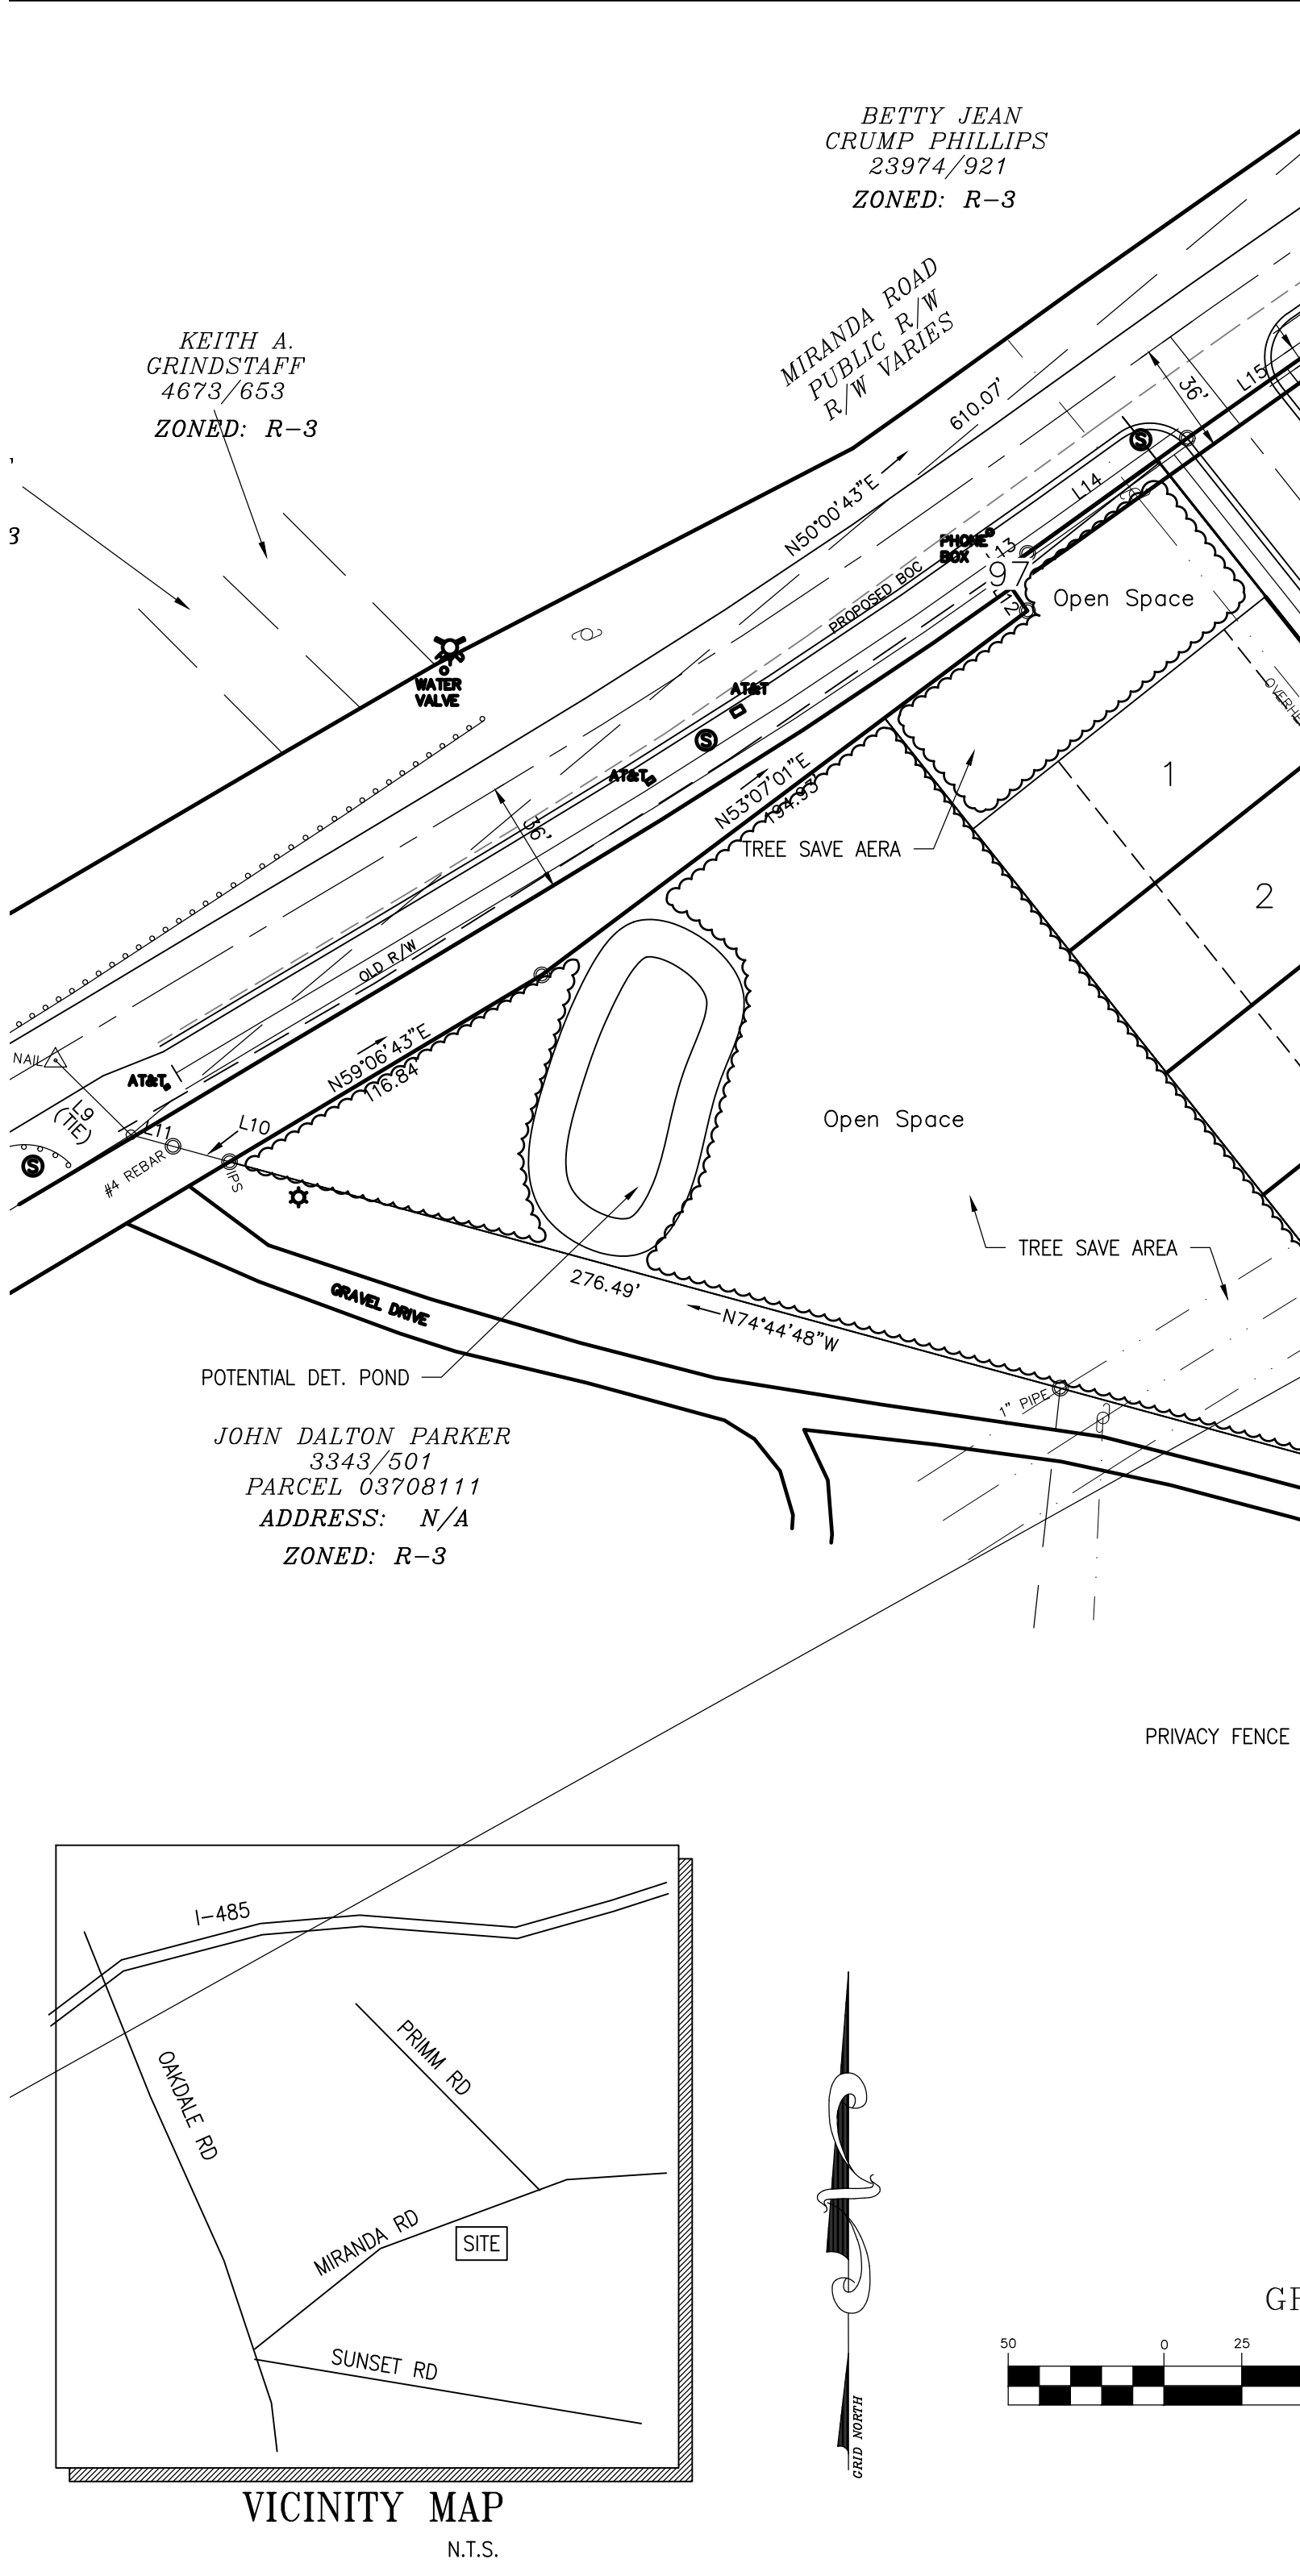 BETTY JEAN
CRUMP PHILLIPS
23974/921
ZONED: R-3
MIRANDA ROAD
PUBLIC R/W
R/W VARIES
KEITH A.
GRINDSTAFF
4673/653
ZONED: R-3
3
610.07'
36'
L15
N50°00'43"E
L14
PHONE
BOX
L13
97
L12
Open Space
PROPOSED BOC
S
WATER
VALVE
AT&T
S
AT&T
1
N53°07'01"E
194.93'
36'
TREE SAVE AERA
2
OLD R/W
NAIL
AT&T
N59°06'43"E
116.84'
L9
(TIE)
L11
L10
S
#4 REBAR
IPS
Open Space
TREE SAVE AREA
276.49'
N74°44'48"W
GRAVEL DRIVE
POTENTIAL DET. POND
1" PIPE
JOHN DALTON PARKER
3343/501
PARCEL 03708111
ADDRESS: N/A
ZONED: R-3
PRIVACY FENCE
I-485
PRIMM RD
OAKDALE RD
MIRANDA RD
SITE
SUNSET RD
GRID NORTH
50 0 25
VICINITY MAP
N.T.S.